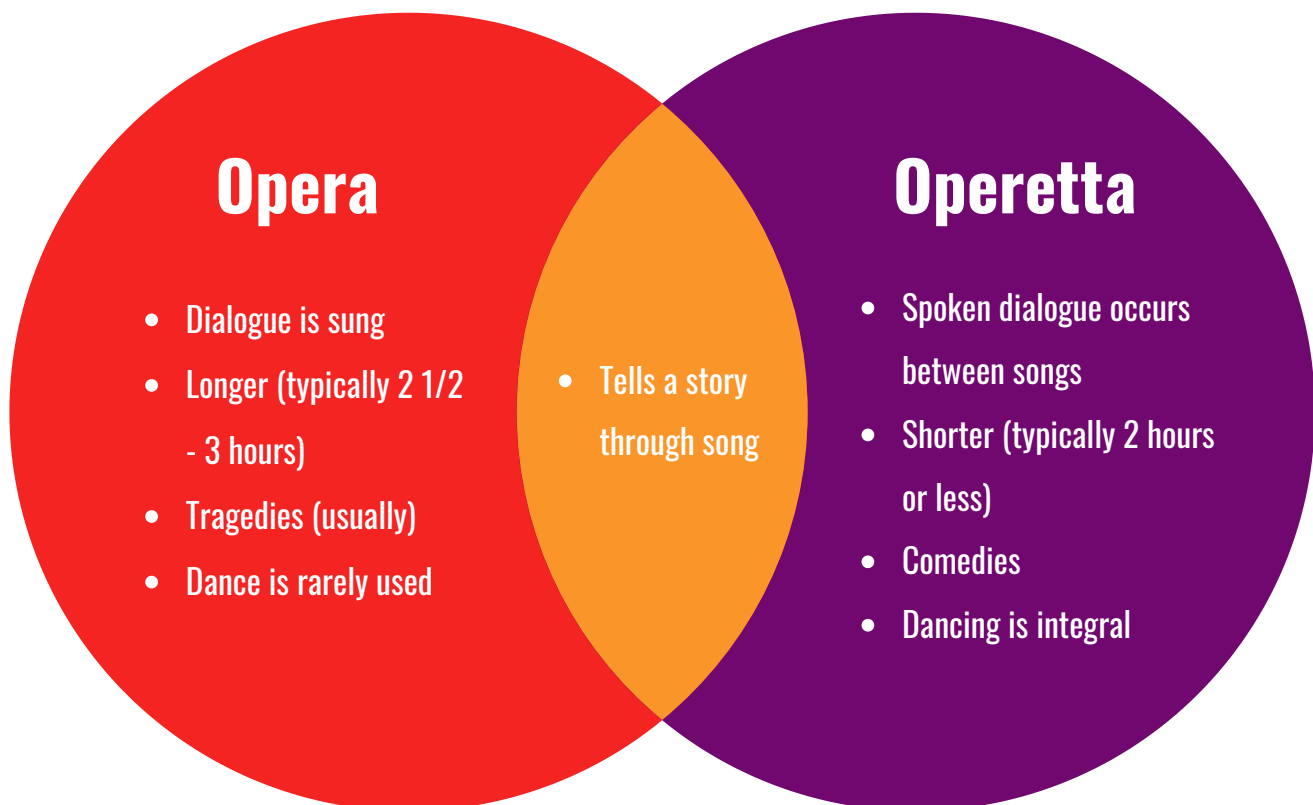 Opera
• Dialogue is sung
• Longer (typically 2 1/2
- 3 hours)
• Tragedies (usually)
• Dance is rarely used
• Tells a story
through song
Operetta
• Spoken dialogue occurs
between songs
• Shorter (typically 2 hours
or less)
• Comedies
• Dancing is integral